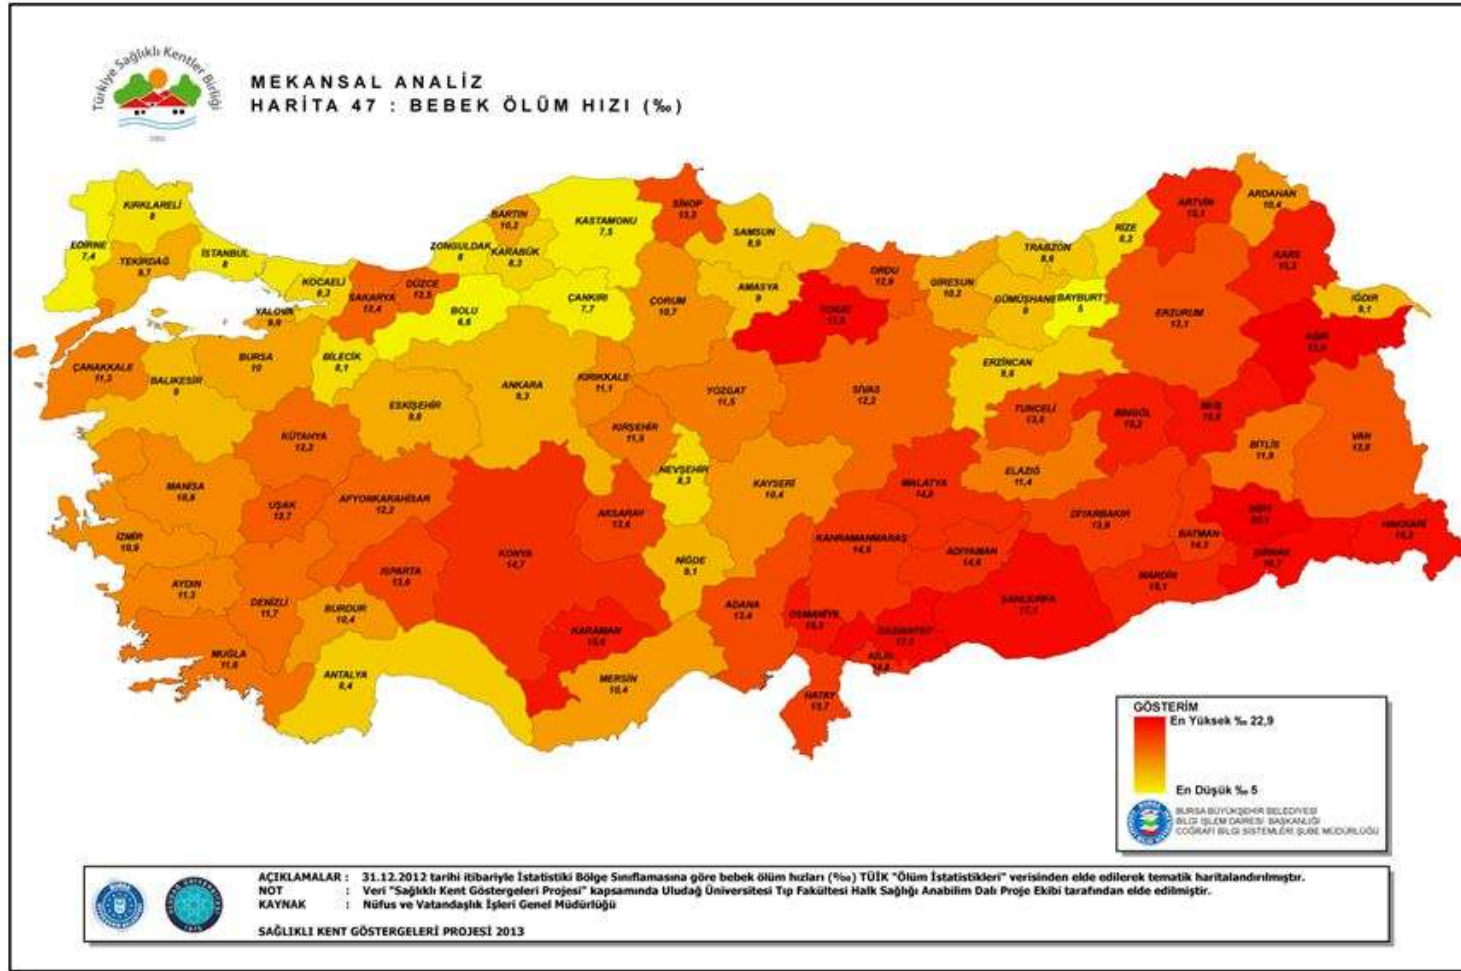 Türkiye Sağlıklı Kentler Birliği
MEKANSAL ANALİZ
HARİTA 47 : BEBEK ÖLÜM HIZI (‰)
KIRKLARELİ
8
EDİRNE
7,4
TEKİRDAĞ
9,7
İSTANBUL
8
KOCAELİ
YALOVA
9,9
SAKARYA
12,4
DÜZCE
12,5
ZONGULDAK
8
BARTIN
10,2
KARABÜK
8,3
KASTAMONU
7,5
SİNOP
13,3
SAMSUN
8,9
AMASYA
9
ORDU
12,9
GİRESUN
10,2
TRABZON
8,6
GÜMÜŞHANE
9
BAYBURT
5
RİZE
8,2
ARTVİN
15,1
ARDAHAN
10,4
KARS
15,3
IĞDIR
9,1
AĞRI
ÇANAKKALE
11,3
BALIKESİR
9
BURSA
10
BİLECİK
8,1
BOLU
6,6
ÇANKIRI
7,7
ÇORUM
10,7
TOKAT
ERZİNCAN
8,6
ERZURUM
13,1
ESKİŞEHİR
9,6
ANKARA
9,3
KIRIKKALE
11,1
YOZGAT
11,5
SİVAS
12,3
TUNCELİ
BİNGÖL
15,2
MUŞ
BİTLİS
11,9
VAN
12,8
KÜTAHYA
12,2
KIRŞEHİR
11,5
NEVŞEHİR
8,3
KAYSERİ
10,4
MALATYA
ELAZIĞ
11,4
MANİSA
10,6
UŞAK
12,7
AFYONKARAHİSAR
12,2
AKSARAY
13,6
DİYARBAKIR
13,9
BATMAN
14,3
SİİRT
HAKKARİ
ŞIRNAK
İZMİR
10,9
KONYA
14,7
NİĞDE
9,1
KAHRAMANMARAŞ
14,5
ADIYAMAN
14,6
MARDİN
15,1
AYDIN
11,3
DENİZLİ
11,7
ISPARTA
13,6
BURDUR
10,4
KARAMAN
ADANA
13,4
OSMANİYE
GAZİANTEP
ŞANLIURFA
17,1
KİLİS
MUĞLA
11,6
ANTALYA
8,4
MERSİN
10,4
HATAY
13,7
GÖSTERİM
En Yüksek ‰ 22,9
En Düşük ‰ 5
BURSA BÜYÜKŞEHİR BELEDİYESİ
BİLGİ İŞLEM DAİRESİ BAŞKANLIĞI
COĞRAFİ BİLGİ SİSTEMLERİ ŞUBE MÜDÜRLÜĞÜ
AÇIKLAMALAR : 31.12.2012 tarihi itibariyle İstatistiki Bölge Sınıflamasına göre bebek ölüm hızları (‰) TÜİK "Ölüm İstatistikleri" verisinden elde edilerek tematik haritalandırılmıştır.
NOT : Veri "Sağlıklı Kent Göstergeleri Projesi" kapsamında Uludağ Üniversitesi Tıp Fakültesi Halk Sağlığı Anabilim Dalı Proje Ekibi tarafından elde edilmiştir.
KAYNAK : Nüfus ve Vatandaşlık İşleri Genel Müdürlüğü
SAĞLIKLI KENT GÖSTERGELERİ PROJESİ 2013